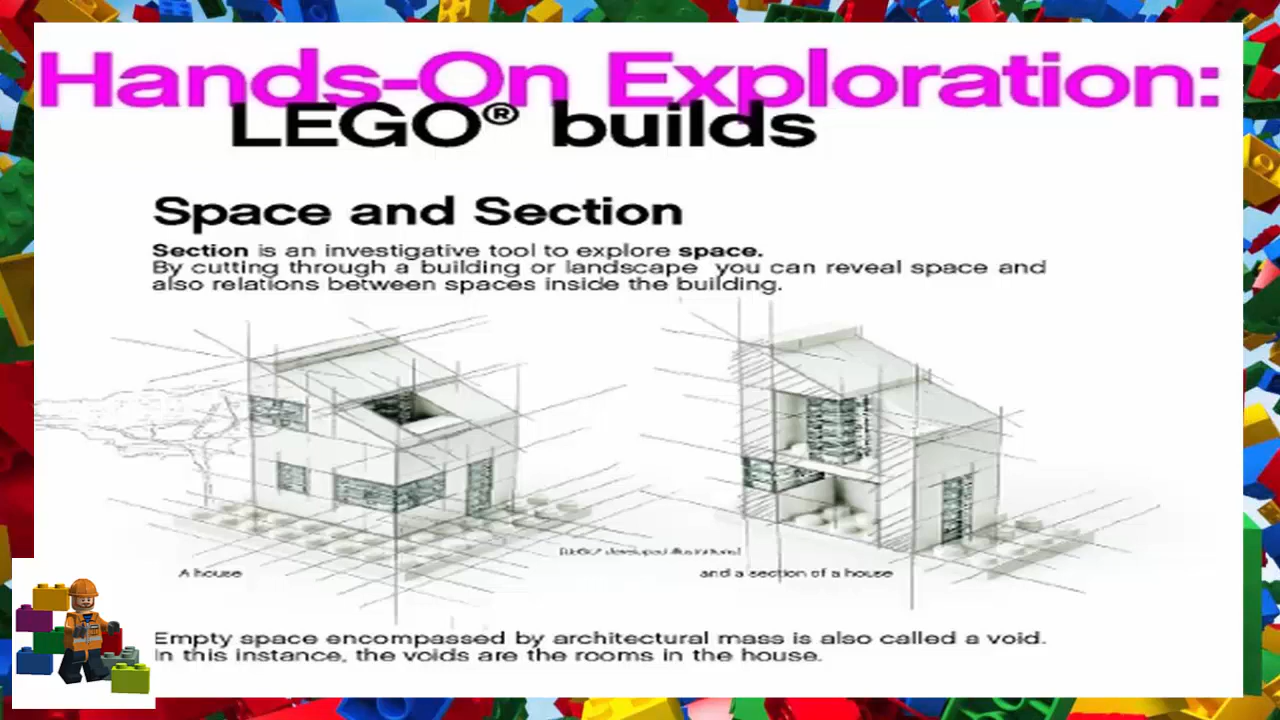 Hands-On Exploration:
LEGO® builds
Space and Section
Section is an investigative tool to explore space.
By cutting through a building or landscape you can reveal space and
also relations between spaces inside the building.
developed illustrations]
A house
and a section of a house
Empty space encompassed by architectural mass is also called a void.
In this instance, the voids are the rooms in the house.